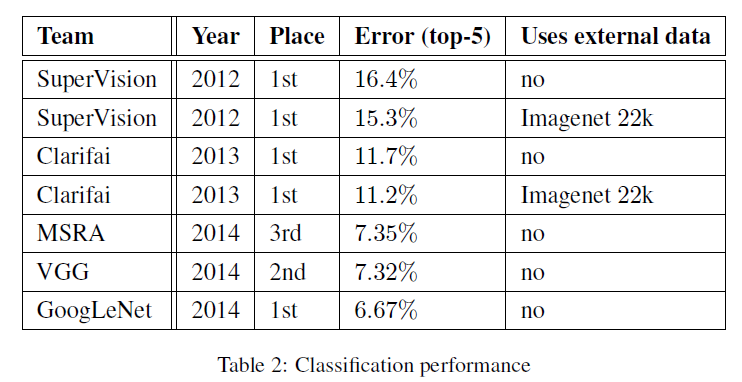 Team Year Place Error (top-5) Uses external data
SuperVision 2012 1st 16.4% no
SuperVision 2012 1st 15.3% Imagenet 22k
Clarifai 2013 1st 11.7% no
Clarifai 2013 1st 11.2% Imagenet 22k
MSRA 2014 3rd 7.35% no
VGG 2014 2nd 7.32% no
GoogLeNet 2014 1st 6.67% no
Table 2: Classification performance